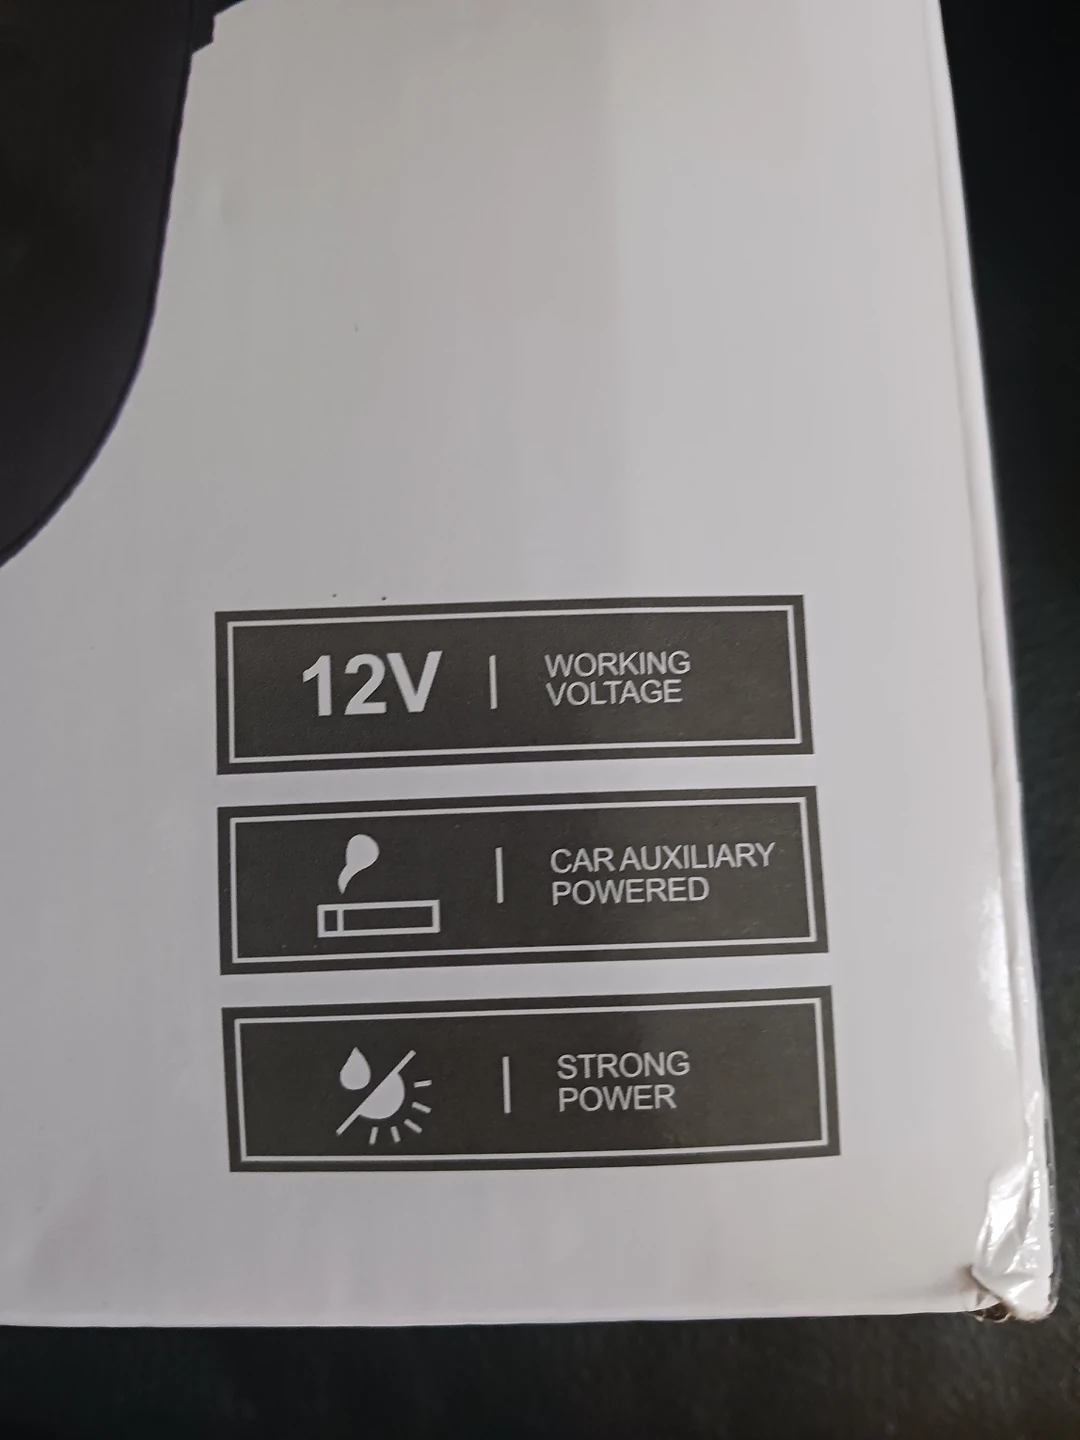 12V
WORKING
VOLTAGE
CAR AUXILIARY
POWERED
STRONG
POWER